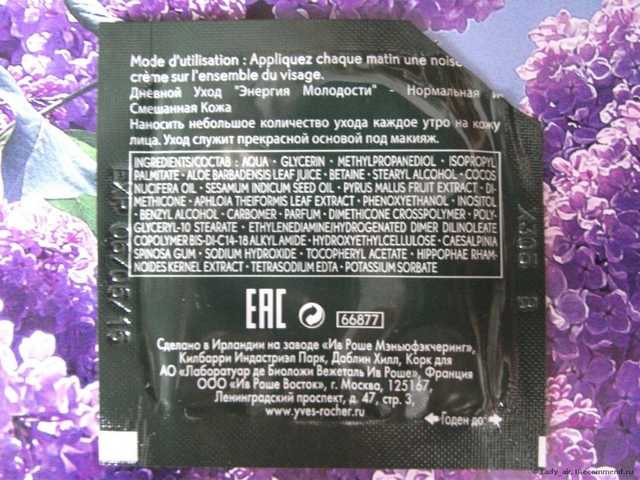 Mode d'utilisation : Appliquez chaque matin une noise
crème sur l'ensemble du visage.
Дневной Уход "Энергия Молодости" - Нормальная и
Смешанная Кожа
Наносить небольшое количество ухода каждое утро на кожу
лица. Уход служит прекрасной основой под макияж.
INGREDIENTS/СОСТАВ : AQUA • GLYCERIN • METHYLPROPANEDIOL • ISOPROPYL
PALMITATE • ALOE BARBADENSIS LEAF JUICE • BETAINE • STEARYL ALCOHOL • COCOS
NUCIFERA OIL • SESAMUM INDICUM SEED OIL • PYRUS MALUS FRUIT EXTRACT • DI-
METHICONE • APHLOIA THEIFORMIS LEAF EXTRACT • PHENOXYETHANOL • INOSITOL
• BENZYL ALCOHOL • CARBOMER • PARFUM • DIMETHICONE CROSSPOLYMER • POLY-
GLYCERYL-10 STEARATE • ETHYLENEDIAMINE/HYDROGENATED DIMER DILINOLEATE
COPOLYMER BIS-DI-C14-18 ALKYL AMIDE • HYDROXYETHYLCELLULOSE • CAESALPINIA
SPINOSA GUM • SODIUM HYDROXIDE • TOCOPHERYL ACETATE • HIPPOPHAE RHAM-
NOIDES KERNEL EXTRACT • TETRASODIUM EDTA • POTASSIUM SORBATE
EAC
66877
Сделано в Ирландии на заводе «Ив Роше Мэньюфэкчеринг»,
Килбарри Индастриэл Парк, Даблин Хилл, Корк для
АО «Лаборатуар де Биоложи Вежеталь Ив Роше», Франция
ООО «Ив Роше Восток», г. Москва, 125167,
Ленинградский проспект, д. 47, стр. 3,
www.yves-rocher.ru
Годен до